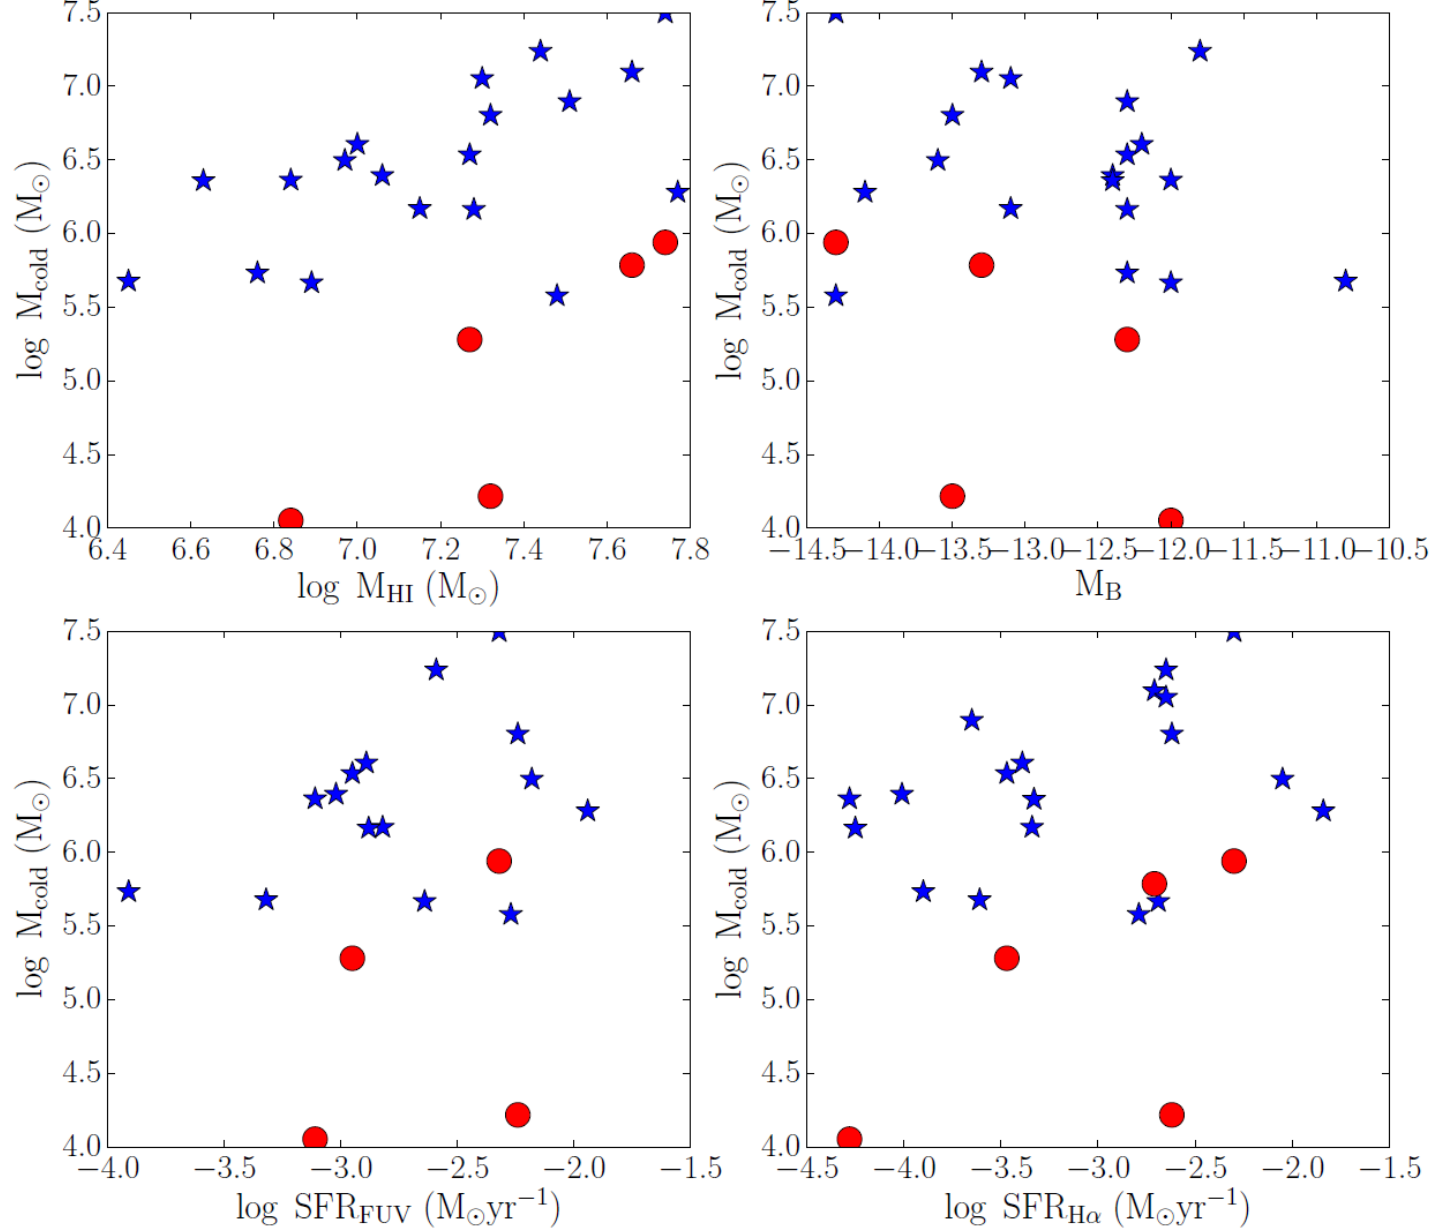 7.5
7.0
6.5
6.0
5.5
5.0
4.5
4.0
log M_cold (M_⊙)
6.4 6.6 6.8 7.0 7.2 7.4 7.6 7.8
log M_HI (M_⊙)
7.5
7.0
6.5
6.0
5.5
5.0
4.5
4.0
log M_cold (M_⊙)
−14.5 −14.0 −13.5 −13.0 −12.5 −12.0 −11.5 −11.0 −10.5
M_B
7.5
7.0
6.5
6.0
5.5
5.0
4.5
4.0
log M_cold (M_⊙)
−4.0 −3.5 −3.0 −2.5 −2.0 −1.5
log SFR_FUV (M_⊙yr⁻¹)
7.5
7.0
6.5
6.0
5.5
5.0
4.5
4.0
log M_cold (M_⊙)
−4.5 −4.0 −3.5 −3.0 −2.5 −2.0 −1.5
log SFR_Hα (M_⊙yr⁻¹)